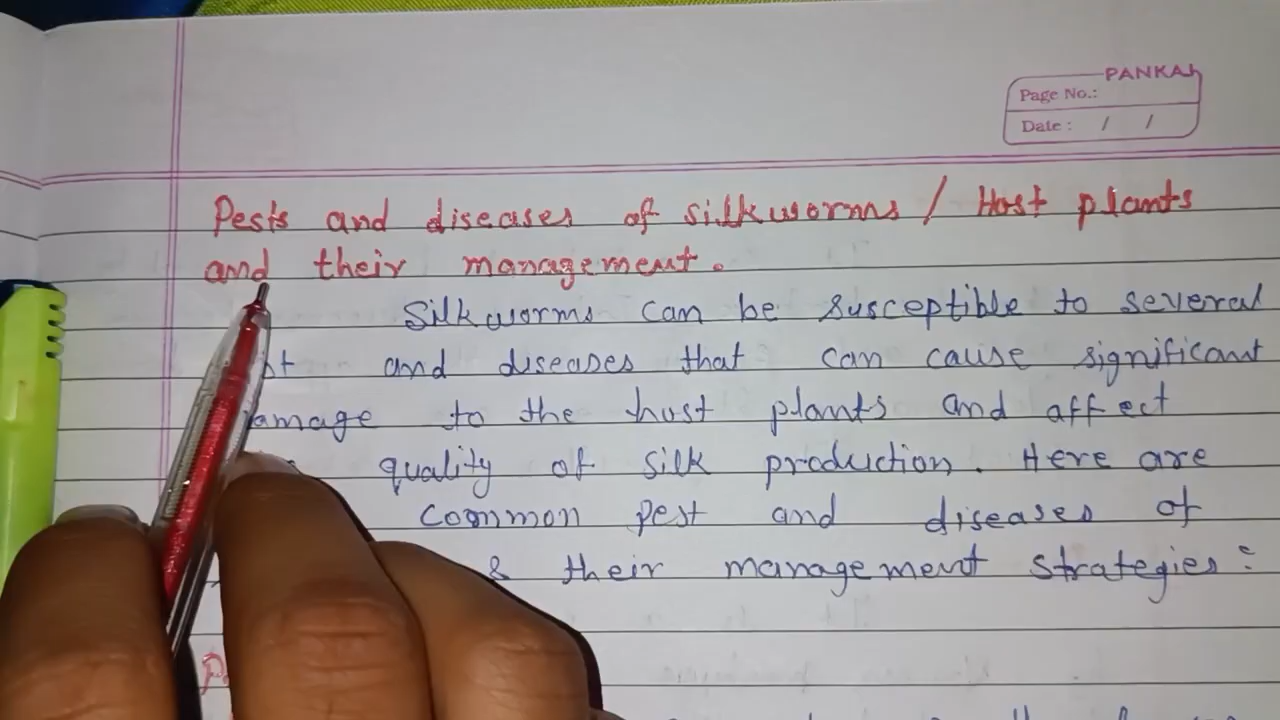 PANKAJ
Page No.:
Date : / /
Pests and diseases of silkworms / Host plants
and their management.
Silkworms can be susceptible to several
and diseases that can cause significant
damage to the host plants and affect
quality of silk production. Here are
common pest and diseases of
& their management strategies: